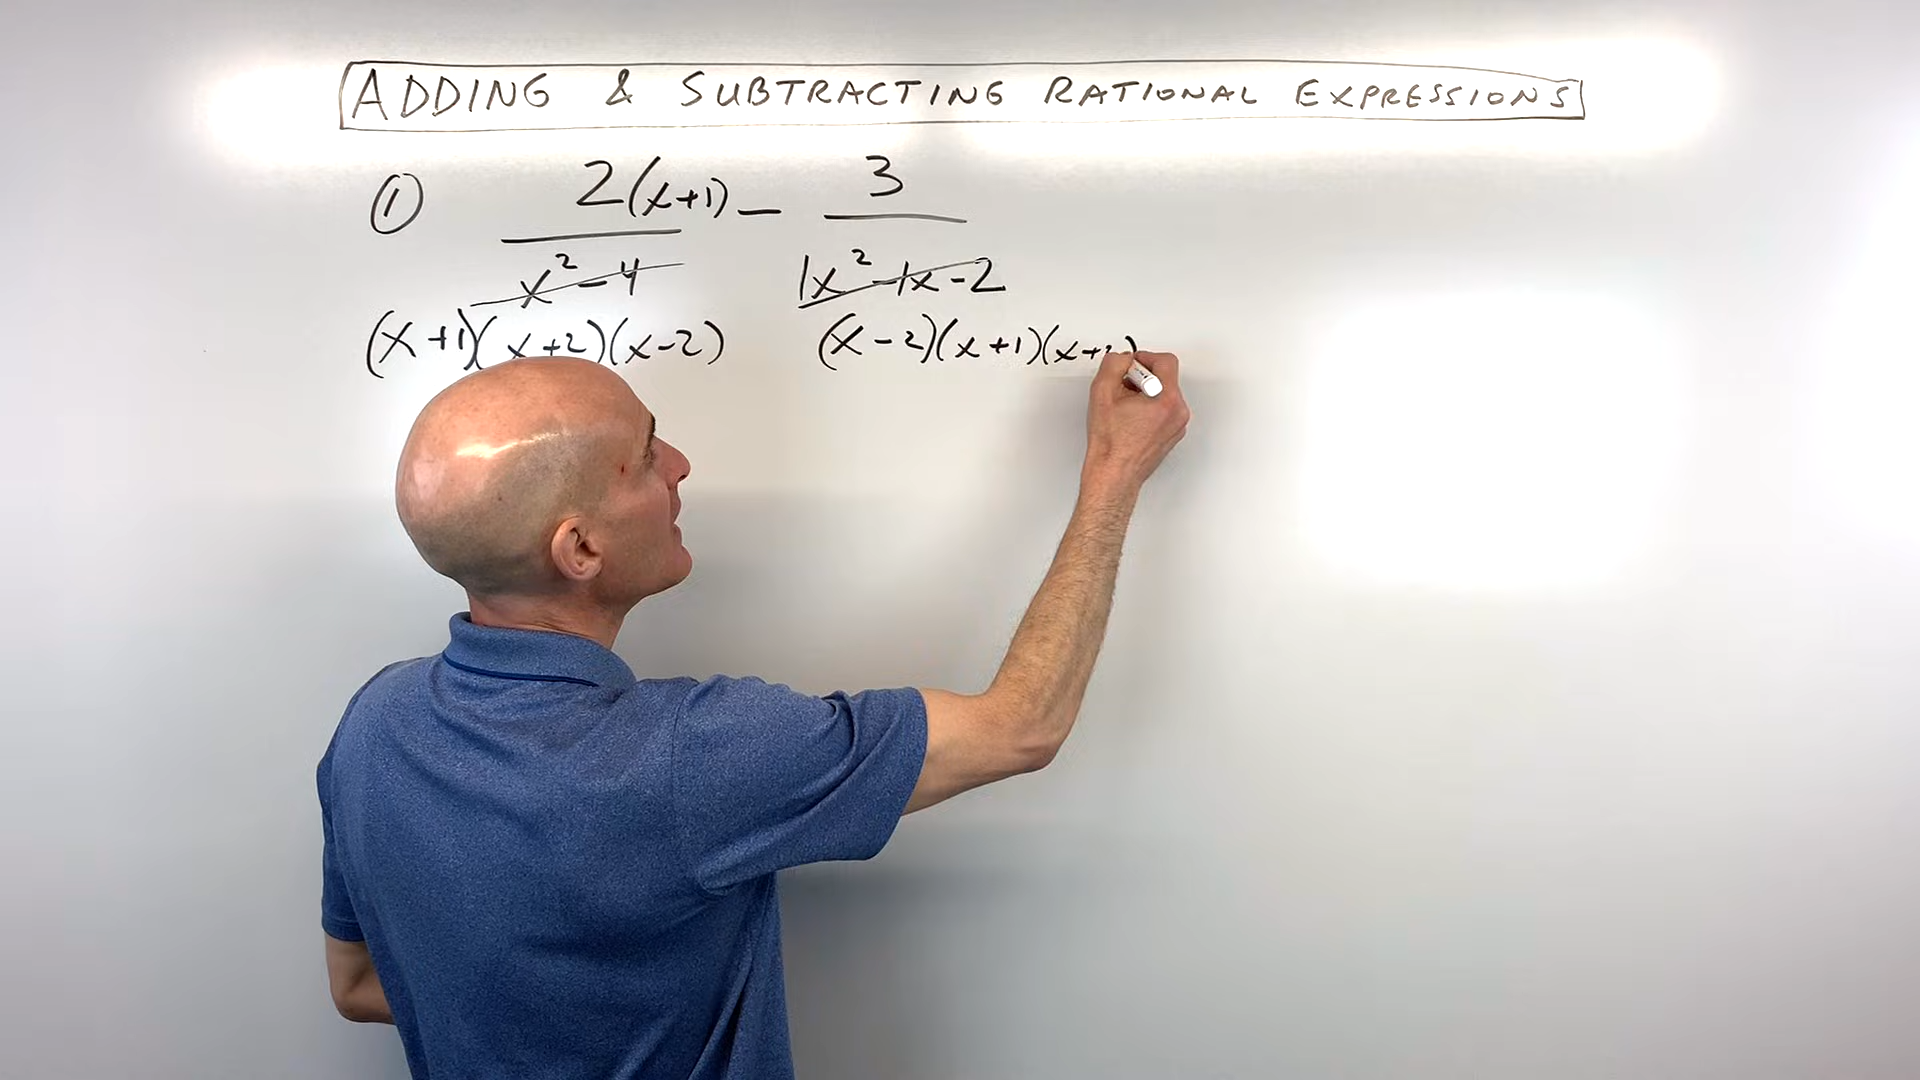 ADDING & SUBTRACTING RATIONAL EXPRESSIONS
① 2(x+1) - 3
x² - 4 1x² - 1x - 2
(x+1)(x+2)(x-2) (x-2)(x+1)(x+